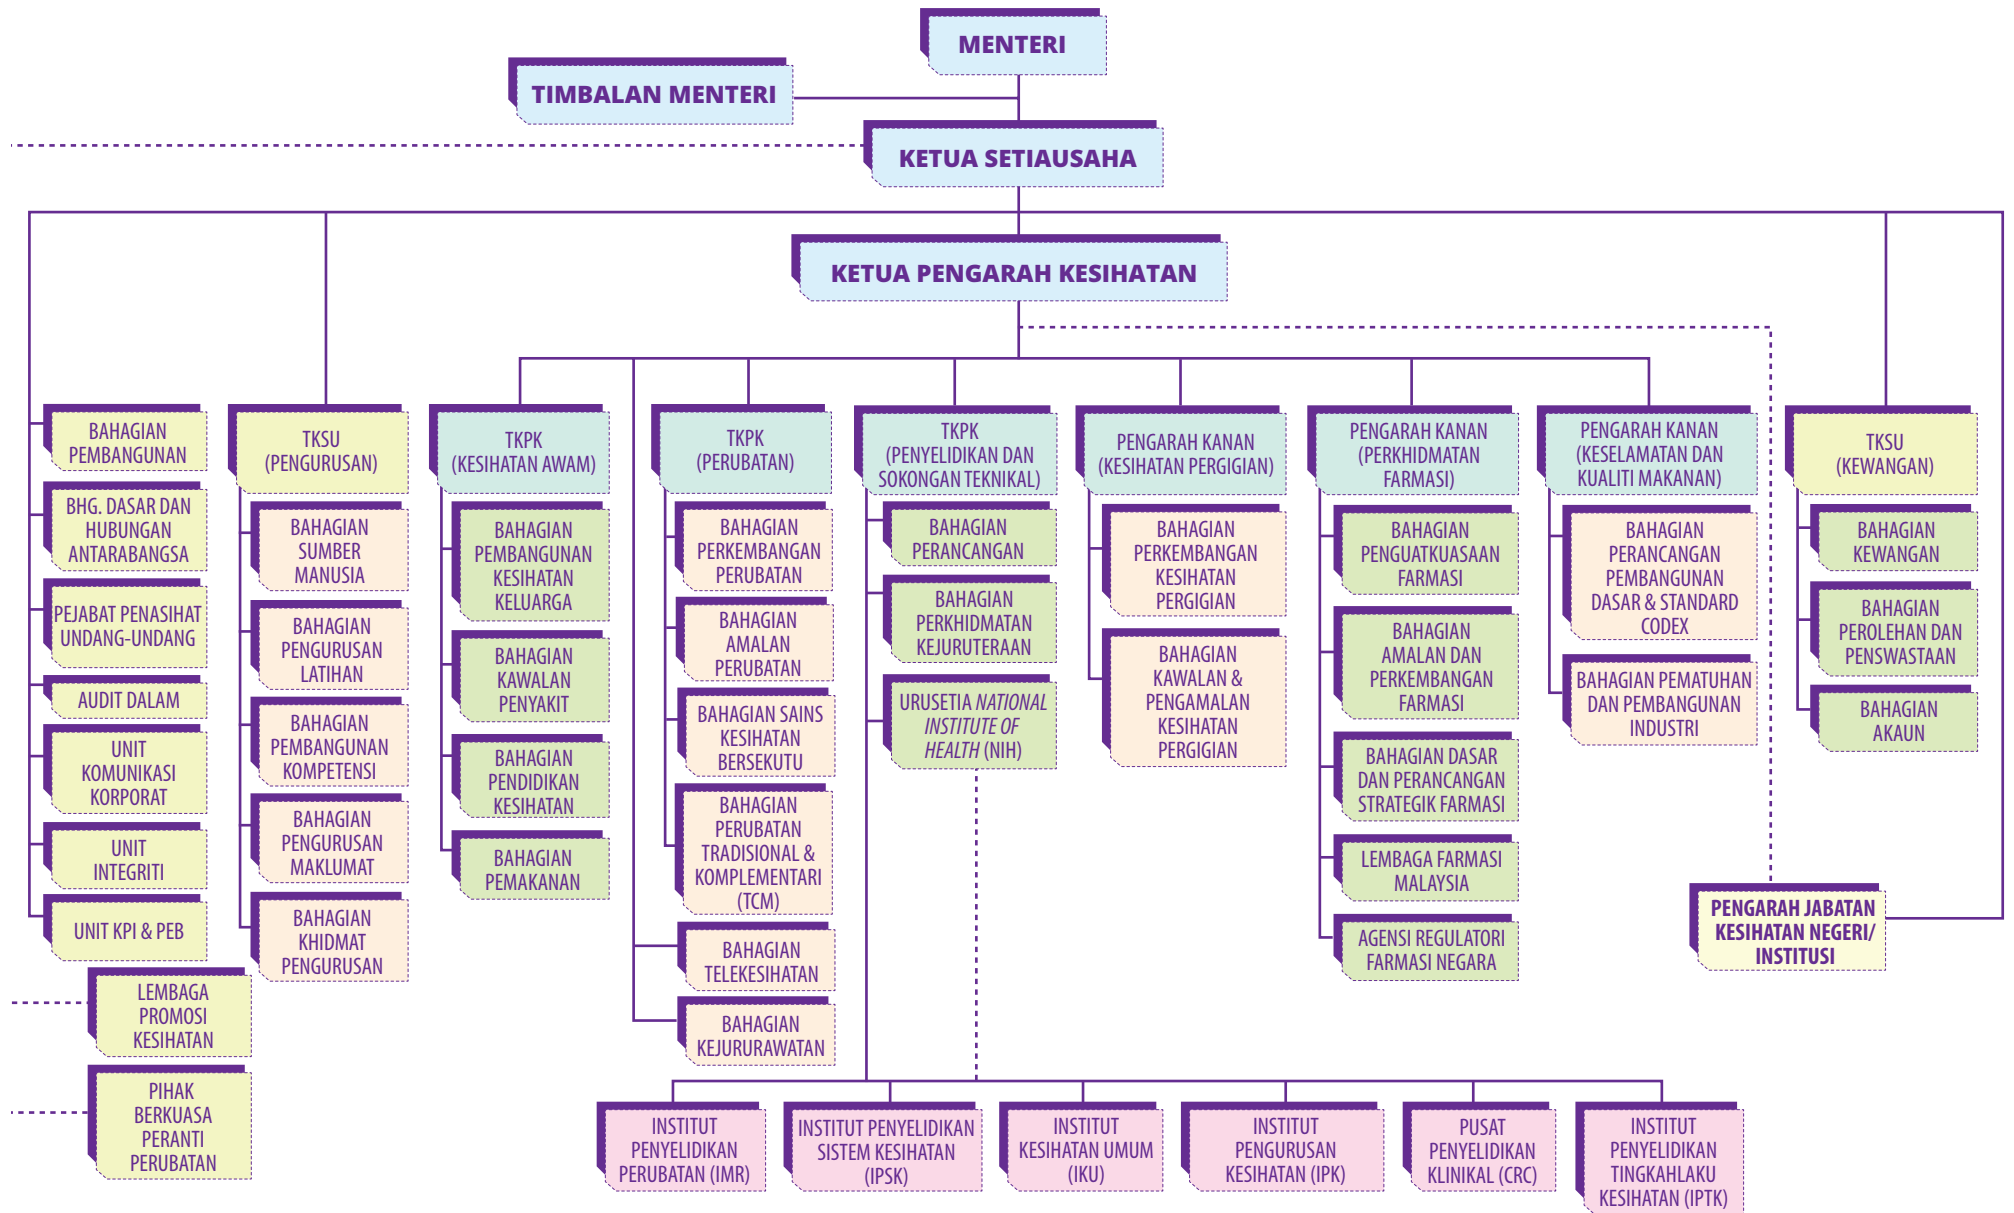 MENTERI
TIMBALAN MENTERI
KETUA SETIAUSAHA
KETUA PENGARAH KESIHATAN
BAHAGIAN
PEMBANGUNAN
BHG. DASAR DAN
HUBUNGAN
ANTARABANGSA
PEJABAT PENASIHAT
UNDANG-UNDANG
AUDIT DALAM
UNIT
KOMUNIKASI
KORPORAT
UNIT
INTEGRITI
UNIT KPI & PEB
LEMBAGA
PROMOSI
KESIHATAN
PIHAK
BERKUASA
PERANTI
PERUBATAN
TKSU
(PENGURUSAN)
BAHAGIAN
SUMBER
MANUSIA
BAHAGIAN
PENGURUSAN
LATIHAN
BAHAGIAN
PEMBANGUNAN
KOMPETENSI
BAHAGIAN
PENGURUSAN
MAKLUMAT
BAHAGIAN
KHIDMAT
PENGURUSAN
TKPK
(KESIHATAN AWAM)
BAHAGIAN
PEMBANGUNAN
KESIHATAN
KELUARGA
BAHAGIAN
KAWALAN
PENYAKIT
BAHAGIAN
PENDIDIKAN
KESIHATAN
BAHAGIAN
PEMAKANAN
TKPK
(PERUBATAN)
BAHAGIAN
PERKEMBANGAN
PERUBATAN
BAHAGIAN
AMALAN
PERUBATAN
BAHAGIAN SAINS
KESIHATAN
BERSEKUTU
BAHAGIAN
PERUBATAN
TRADISIONAL &
KOMPLEMENTARI
(TCM)
BAHAGIAN
TELEKESIHATAN
BAHAGIAN
KEJURURAWATAN
TKPK
(PENYELIDIKAN DAN
SOKONGAN TEKNIKAL)
BAHAGIAN
PERANCANGAN
BAHAGIAN
PERKHIDMATAN
KEJURUTERAAN
URUSETIA NATIONAL
INSTITUTE OF
HEALTH (NIH)
PENGARAH KANAN
(KESIHATAN PERGIGIAN)
BAHAGIAN
PERKEMBANGAN
KESIHATAN
PERGIGIAN
BAHAGIAN
KAWALAN &
PENGAMALAN
KESIHATAN
PERGIGIAN
PENGARAH KANAN
(PERKHIDMATAN
FARMASI)
BAHAGIAN
PENGUATKUASAAN
FARMASI
BAHAGIAN
AMALAN DAN
PERKEMBANGAN
FARMASI
BAHAGIAN DASAR
DAN PERANCANGAN
STRATEGIK FARMASI
LEMBAGA FARMASI
MALAYSIA
AGENSI REGULATORI
FARMASI NEGARA
PENGARAH KANAN
(KESELAMATAN DAN
KUALITI MAKANAN)
BAHAGIAN
PERANCANGAN
PEMBANGUNAN
DASAR & STANDARD
CODEX
BAHAGIAN PEMATUHAN
DAN PEMBANGUNAN
INDUSTRI
TKSU
(KEWANGAN)
BAHAGIAN
KEWANGAN
BAHAGIAN
PEROLEHAN DAN
PENSWASTAAN
BAHAGIAN
AKAUN
PENGARAH JABATAN
KESIHATAN NEGERI/
INSTITUSI
INSTITUT
PENYELIDIKAN
PERUBATAN (IMR)
INSTITUT PENYELIDIKAN
SISTEM KESIHATAN
(IPSK)
INSTITUT
KESIHATAN UMUM
(IKU)
INSTITUT
PENGURUSAN
KESIHATAN (IPK)
PUSAT
PENYELIDIKAN
KLINIKAL (CRC)
INSTITUT
PENYELIDIKAN
TINGKAHLAKU
KESIHATAN (IPTK)